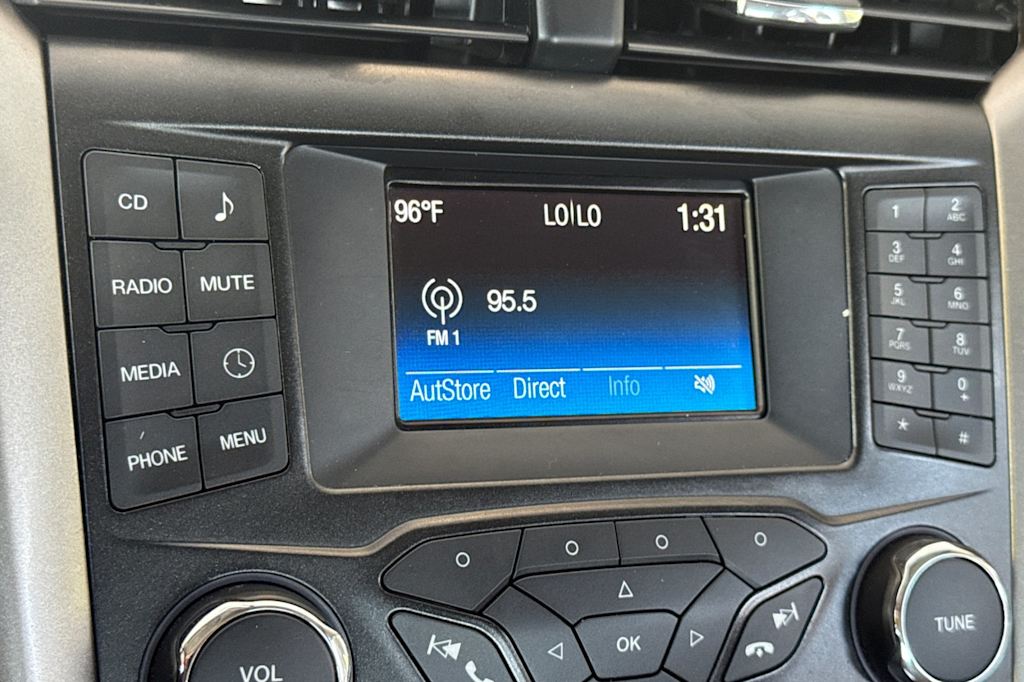 CD
RADIO MUTE
MEDIA
PHONE MENU
96°F LO|LO 1:31
95.5
FM 1
AutStore Direct Info
1 2 ABC
3 DEF 4 GHI
5 JKL 6 MNO
7 PQRS 8 TUV
9 WXYZ 0 +
* #
OK
VOL
TUNE